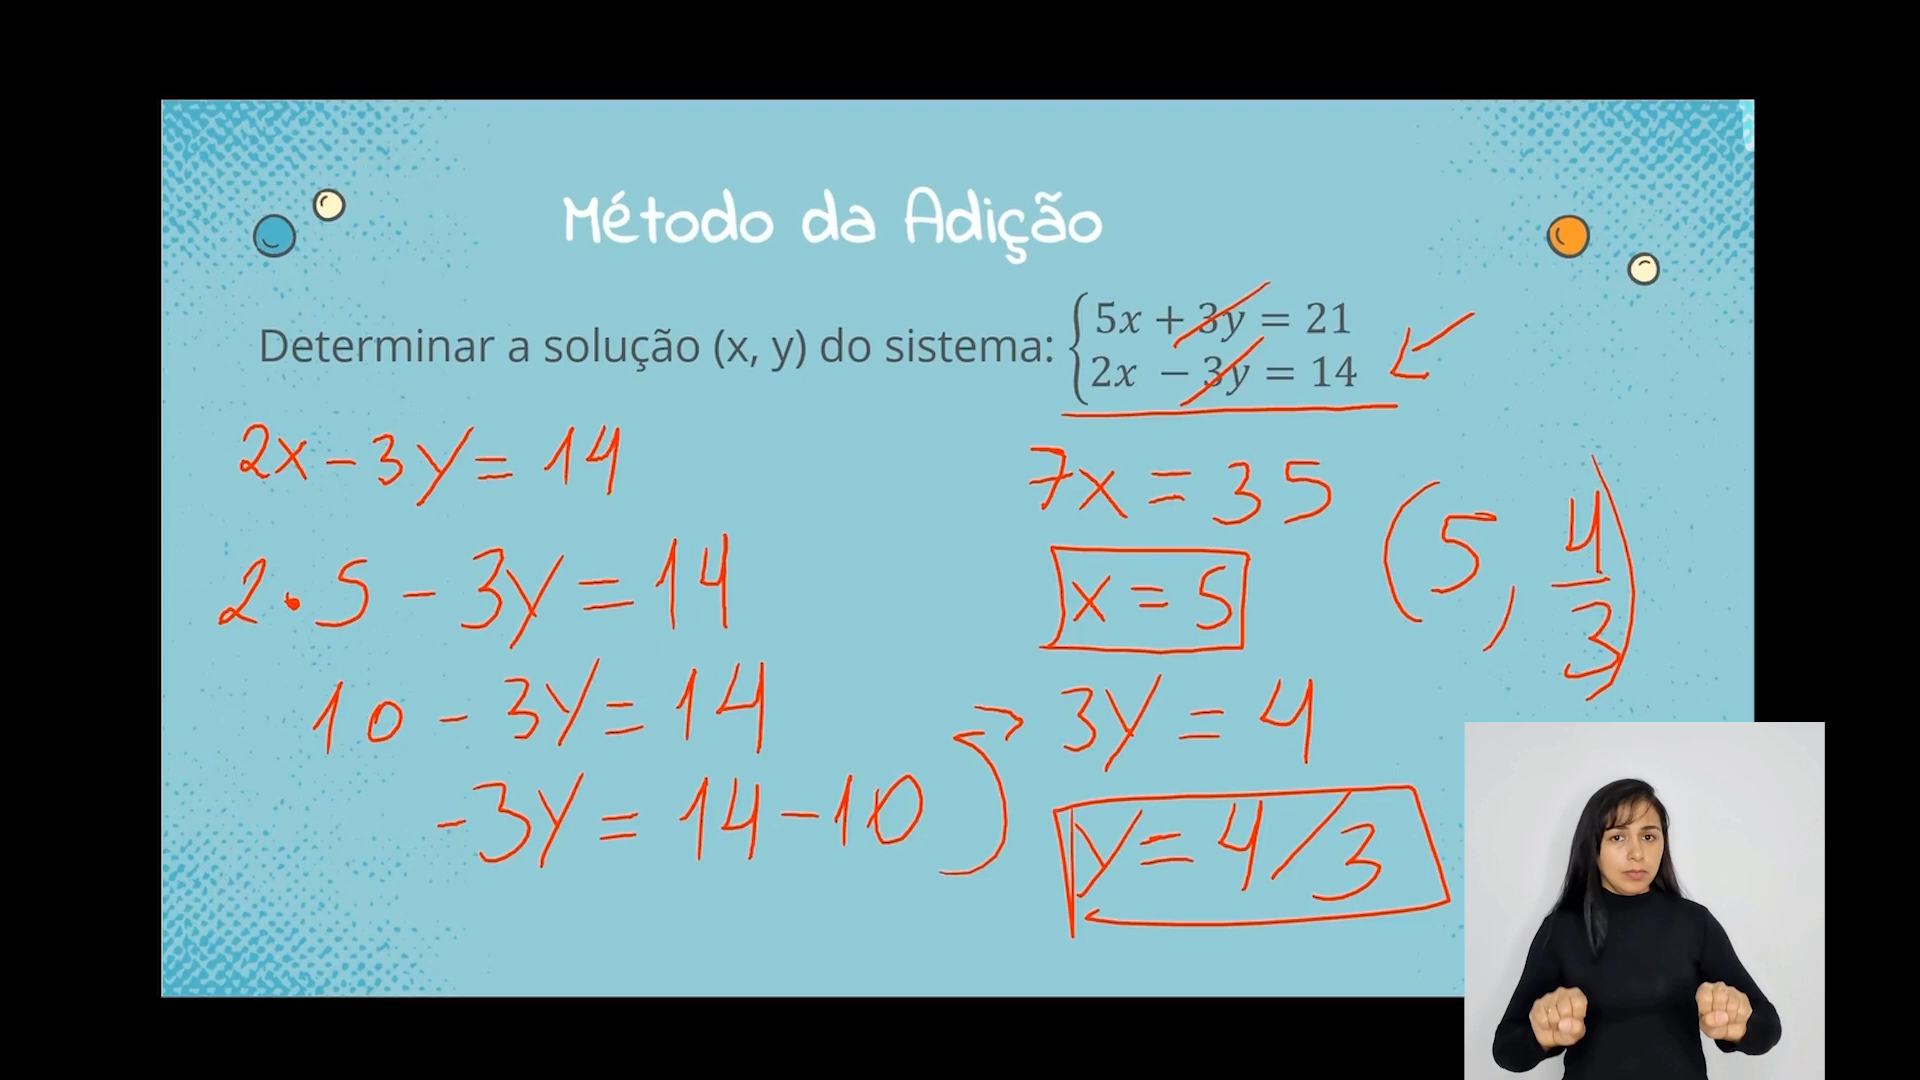 Método da Adição
Determinar a solução (x, y) do sistema:
5x + 3y = 21
2x − 3y = 14
2x − 3y = 14
2 · 5 − 3y = 14
10 − 3y = 14
-3y = 14 − 10
7x = 35
x = 5
3y = 4
y = 4/3
(5, 4/3)